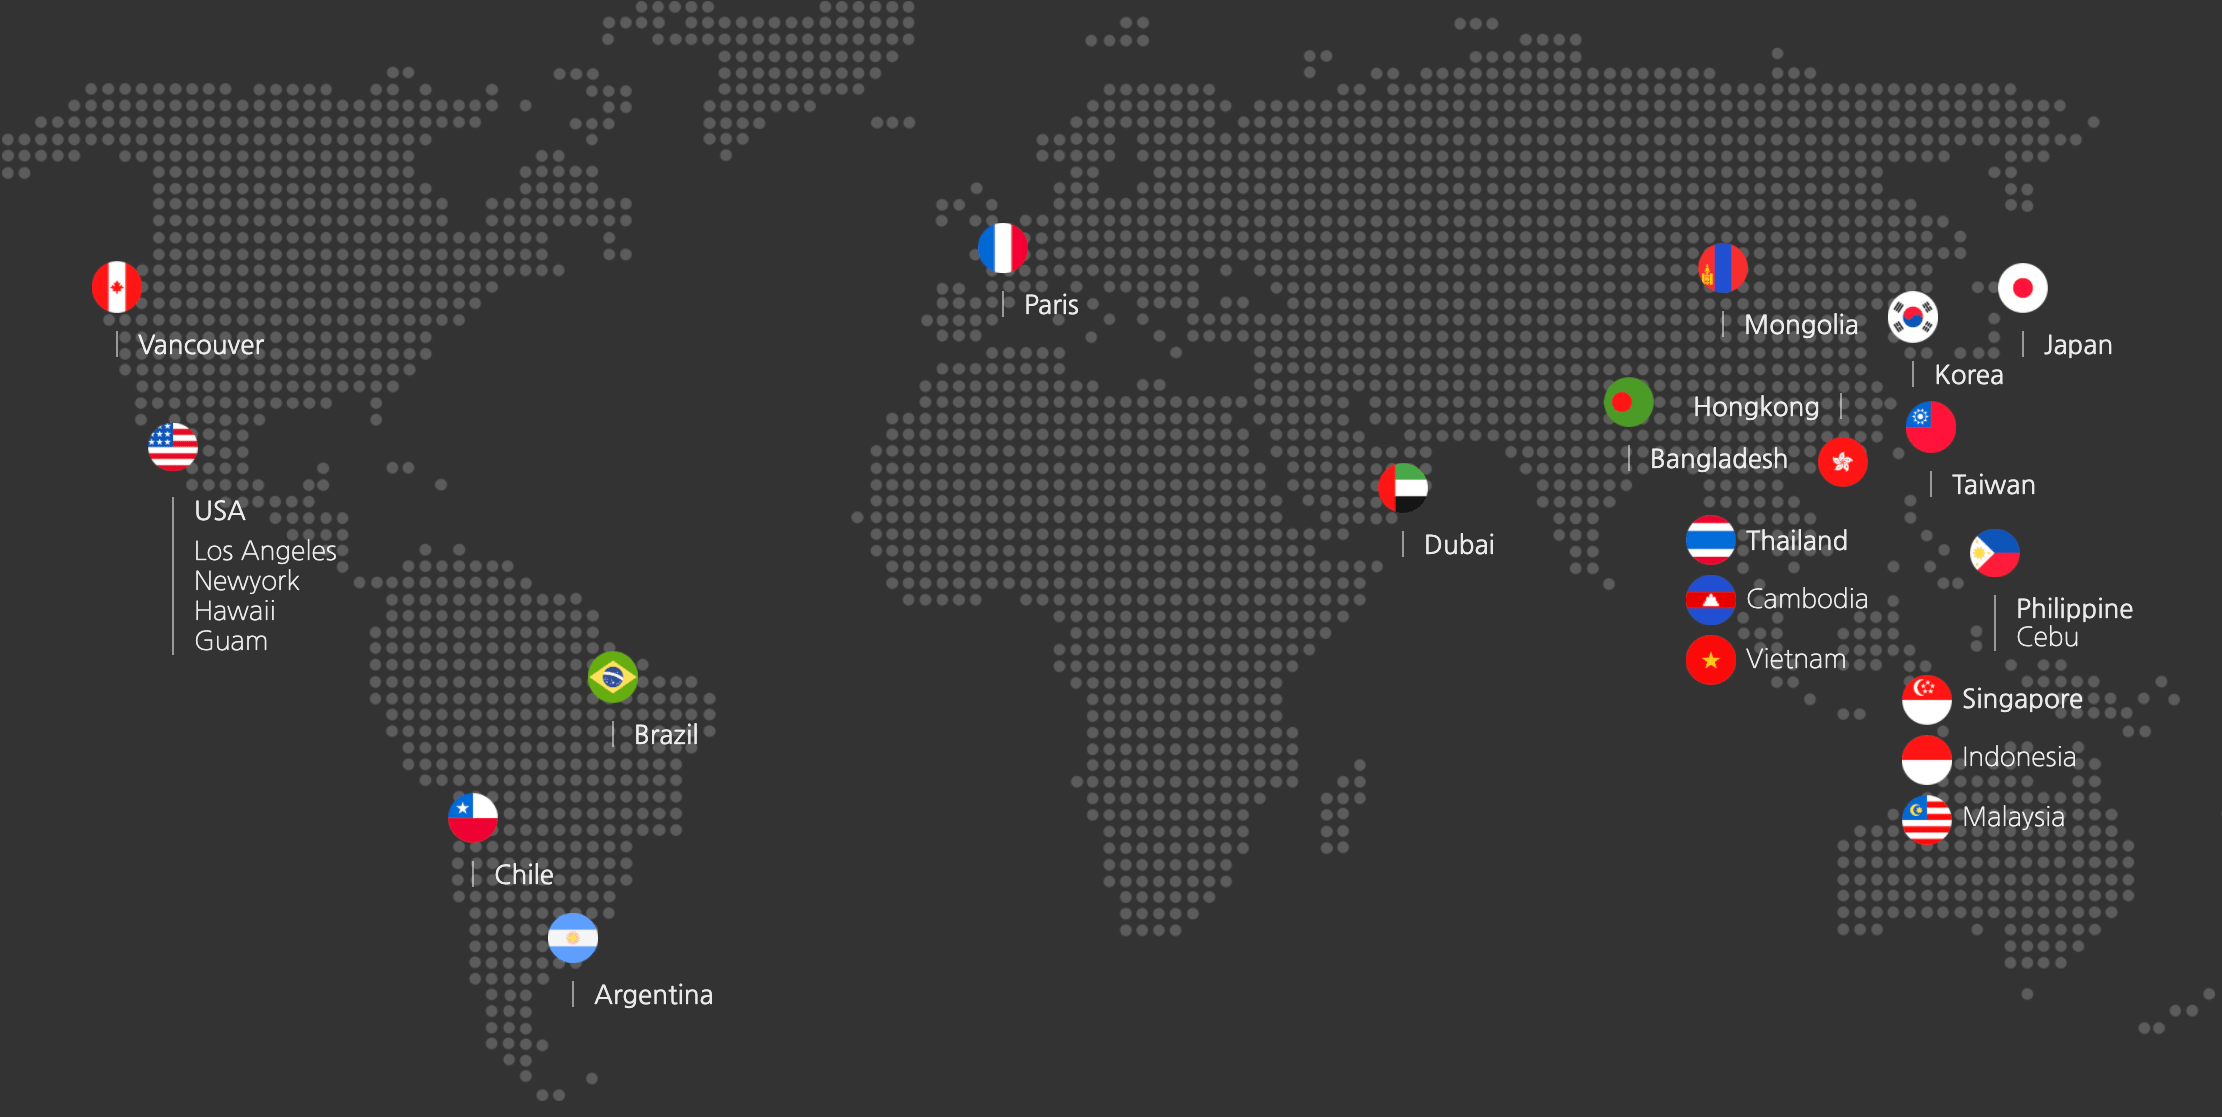 Vancouver
USA
Los Angeles
Newyork
Hawaii
Guam
Brazil
Chile
Argentina
Paris
Dubai
Mongolia
Japan
Korea
Hongkong
Bangladesh
Taiwan
Thailand
Cambodia
Vietnam
Philippine
Cebu
Singapore
Indonesia
Malaysia